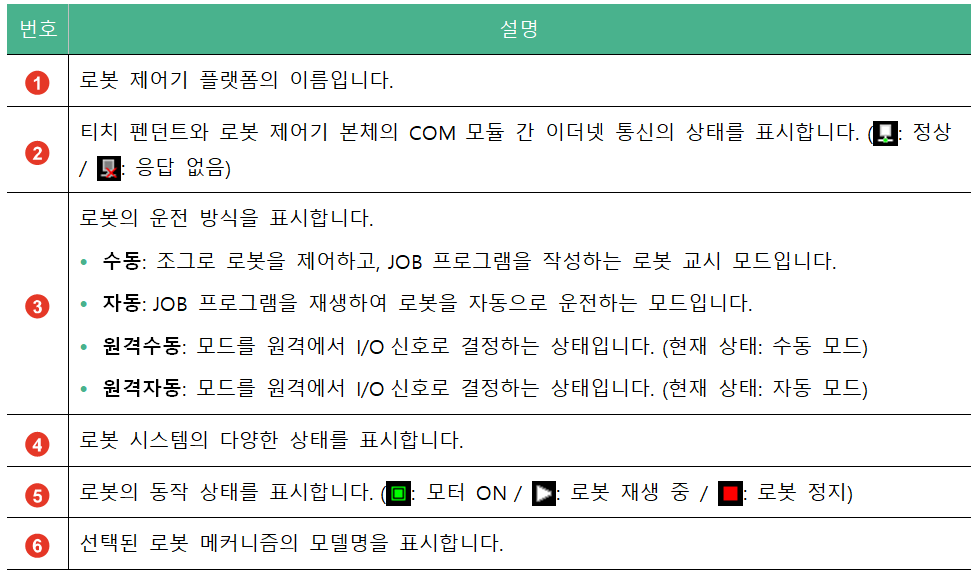 번호 설명
1 로봇 제어기 플랫폼의 이름입니다.
2 티치 펜던트와 로봇 제어기 본체의 COM 모듈 간 이더넷 통신의 상태를 표시합니다. ( : 정상
/ : 응답 없음)
3 로봇의 운전 방식을 표시합니다.
• 수동: 조그로 로봇을 제어하고, JOB 프로그램을 작성하는 로봇 교시 모드입니다.
• 자동: JOB 프로그램을 재생하여 로봇을 자동으로 운전하는 모드입니다.
• 원격수동: 모드를 원격에서 I/O 신호로 결정하는 상태입니다. (현재 상태: 수동 모드)
• 원격자동: 모드를 원격에서 I/O 신호로 결정하는 상태입니다. (현재 상태: 자동 모드)
4 로봇 시스템의 다양한 상태를 표시합니다.
5 로봇의 동작 상태를 표시합니다. ( : 모터 ON / : 로봇 재생 중 / : 로봇 정지)
6 선택된 로봇 메커니즘의 모델명을 표시합니다.